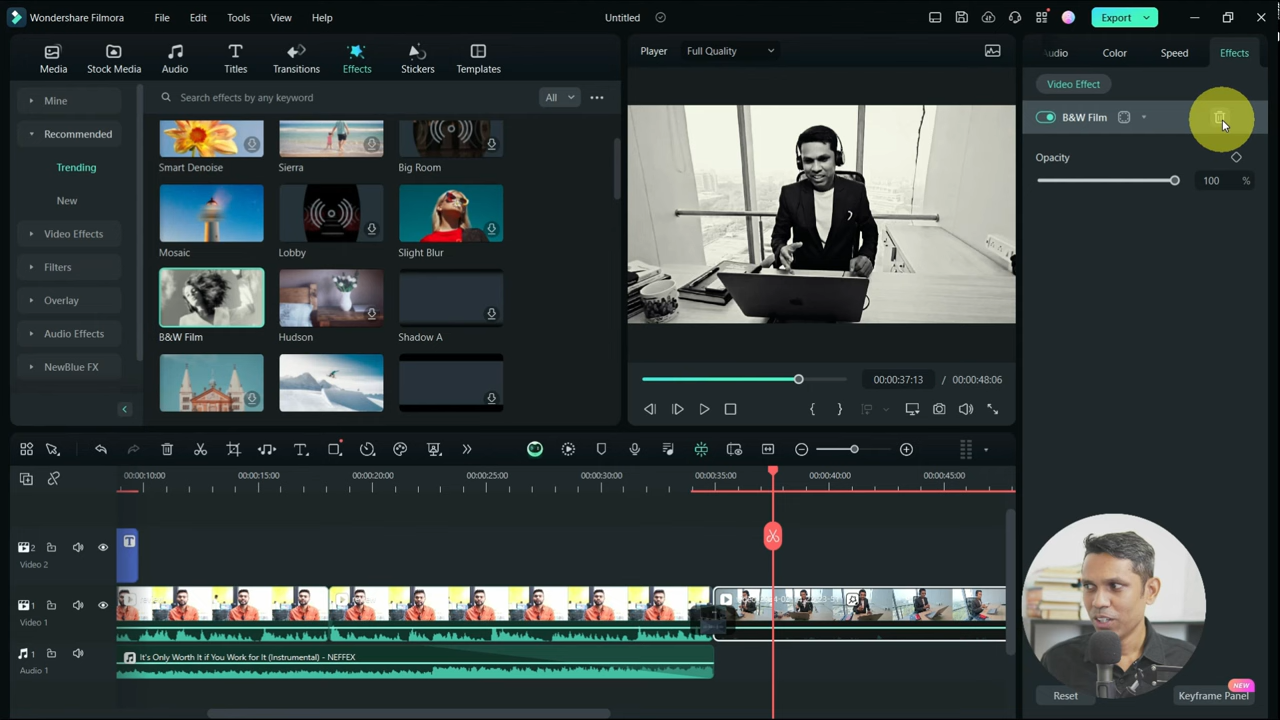 Wondershare Filmora
File
Edit
Tools
View
Help
Untitled
Export
Media
Stock Media
Audio
Titles
Transitions
Effects
Stickers
Templates
Player
Full Quality
Color
Speed
Effects
Mine
Search effects by any keyword
All
Video Effect
B&W Film
Recommended
Trending
New
Video Effects
Filters
Overlay
Audio Effects
NewBlue FX
Smart Denoise
Sierra
Big Room
Mosaic
Lobby
Slight Blur
B&W Film
Hudson
Shadow A
Opacity
100 %
00:00:37:13 / 00:00:48:06
00:00:10:00
00:00:15:00
00:00:20:00
00:00:25:00
00:00:30:00
00:00:35:00
00:00:40:00
00:00:45:00
2
Video 2
T
1
Video 1
1
Audio 1
It's Only Worth It if You Work for It (Instrumental) - NEFFEX
Reset
NEW
Keyframe Panel